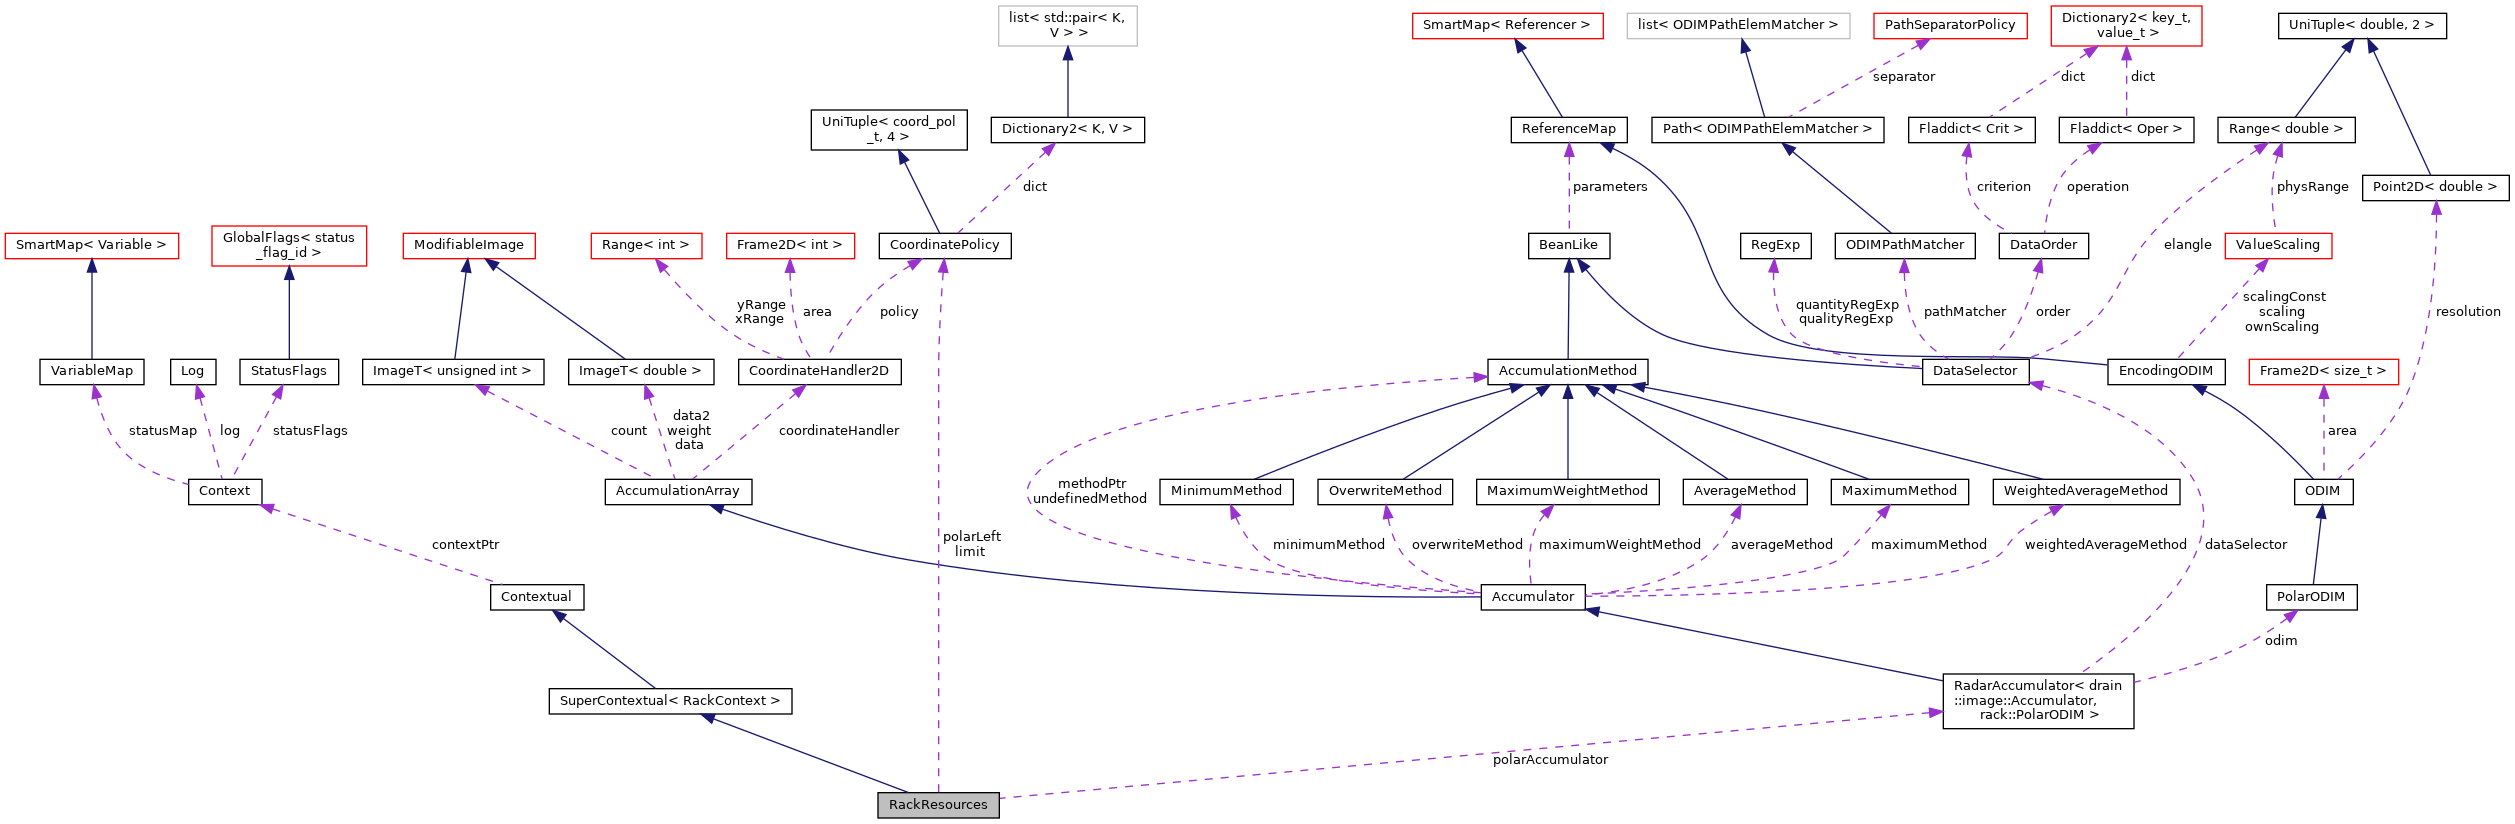 list< std::pair< K,
V > >
SmartMap< Referencer >
list< ODIMPathElemMatcher >
PathSeparatorPolicy
Dictionary2< key_t,
value_t >
UniTuple< double, 2 >
separator
dict
dict
UniTuple< coord_pol
_t, 4 >
Dictionary2< K, V >
ReferenceMap
Path< ODIMPathElemMatcher >
Fladdict< Crit >
Fladdict< Oper >
Range< double >
dict
parameters
criterion
operation
physRange
Point2D< double >
SmartMap< Variable >
GlobalFlags< status
_flag_id >
ModifiableImage
Range< int >
Frame2D< int >
CoordinatePolicy
BeanLike
RegExp
ODIMPathMatcher
DataOrder
elangle
ValueScaling
yRange
xRange
area
policy
quantityRegExp
qualityRegExp
pathMatcher
order
scalingConst
scaling
ownScaling
resolution
VariableMap
Log
StatusFlags
ImageT< unsigned int >
ImageT< double >
CoordinateHandler2D
AccumulationMethod
DataSelector
EncodingODIM
Frame2D< size_t >
statusMap
log
statusFlags
count
data2
weight
data
coordinateHandler
area
Context
AccumulationArray
methodPtr
undefinedMethod
MinimumMethod
OverwriteMethod
MaximumWeightMethod
AverageMethod
MaximumMethod
WeightedAverageMethod
ODIM
contextPtr
polarLeft
limit
minimumMethod
overwriteMethod
maximumWeightMethod
averageMethod
maximumMethod
weightedAverageMethod
dataSelector
Contextual
Accumulator
PolarODIM
odim
SuperContextual< RackContext >
RadarAccumulator< drain
::image::Accumulator,
rack::PolarODIM >
polarAccumulator
RackResources